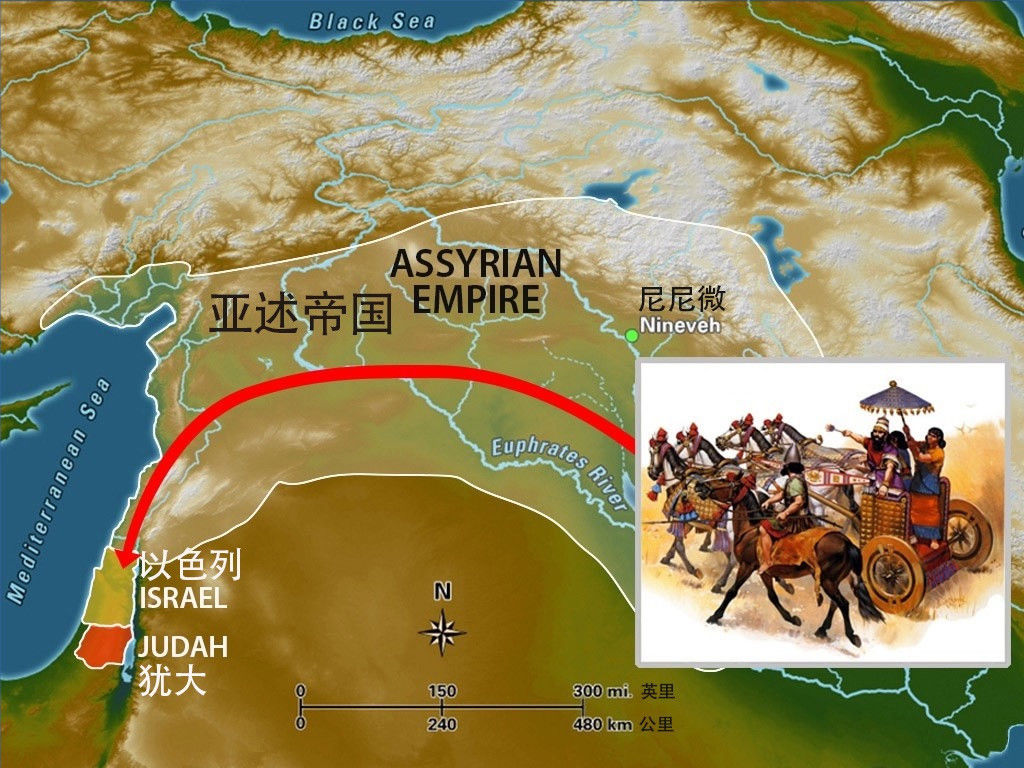 Black Sea
ASSYRIAN
EMPIRE
亚述帝国
尼尼微
Nineveh
Mediterranean Sea
Euphrates River
以色列
ISRAEL
JUDAH
犹大
N
0 150 300 mi. 英里
0 240 480 km 公里